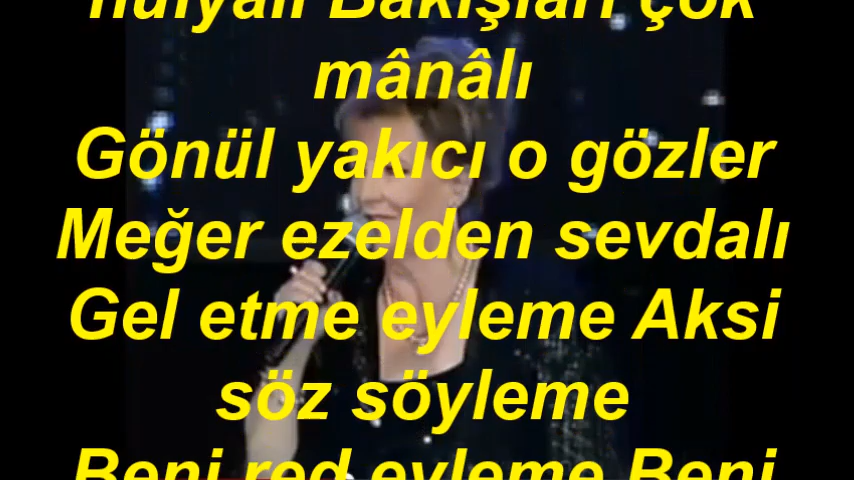 hülyalı Bakışları çok
mânâlı
Gönül yakıcı o gözler
Meğer ezelden sevdalı
Gel etme eyleme Aksi
söz söyleme
Beni red eyleme Beni